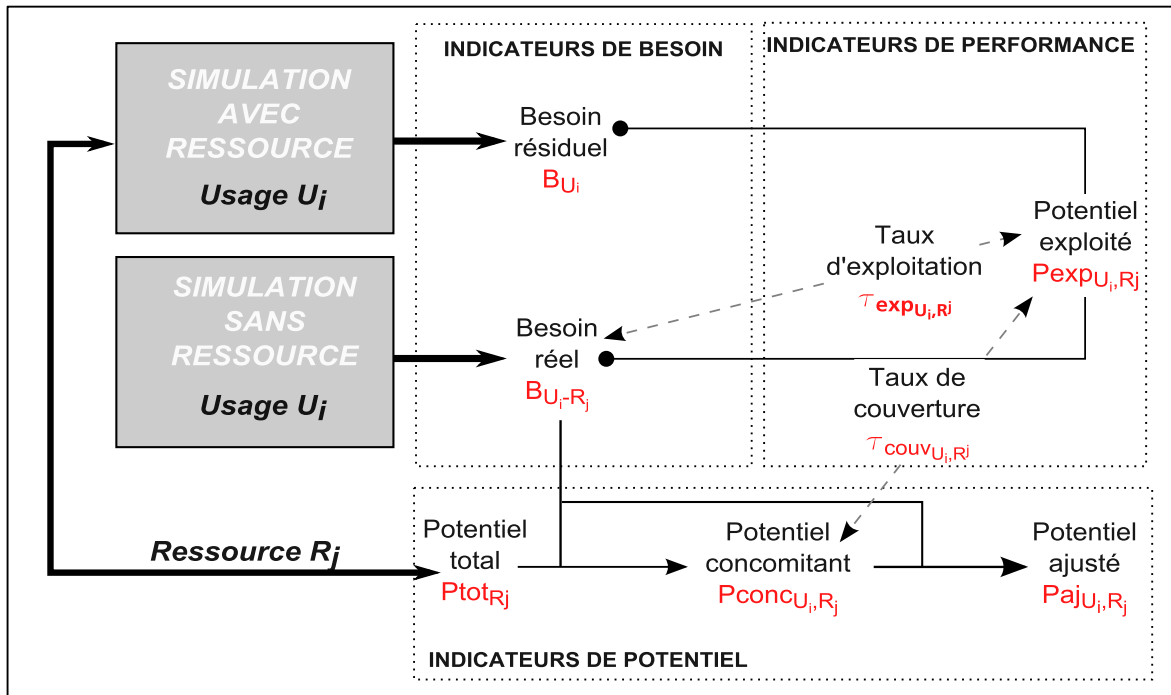 SIMULATION
AVEC
RESSOURCE
Usage Ui
SIMULATION
SANS
RESSOURCE
Usage Ui
INDICATEURS DE BESOIN
Besoin
résiduel
BUi
Besoin
réel
BUi-Rj
INDICATEURS DE PERFORMANCE
Potentiel
exploité
PexpUi,Rj
Taux
d'exploitation
τexpUi,Rj
Taux de
couverture
τcouvUi,Rj
Ressource Rj
Potentiel
total
PtotRj
Potentiel
concomitant
PconcUi,Rj
Potentiel
ajusté
PajUi,Rj
INDICATEURS DE POTENTIEL